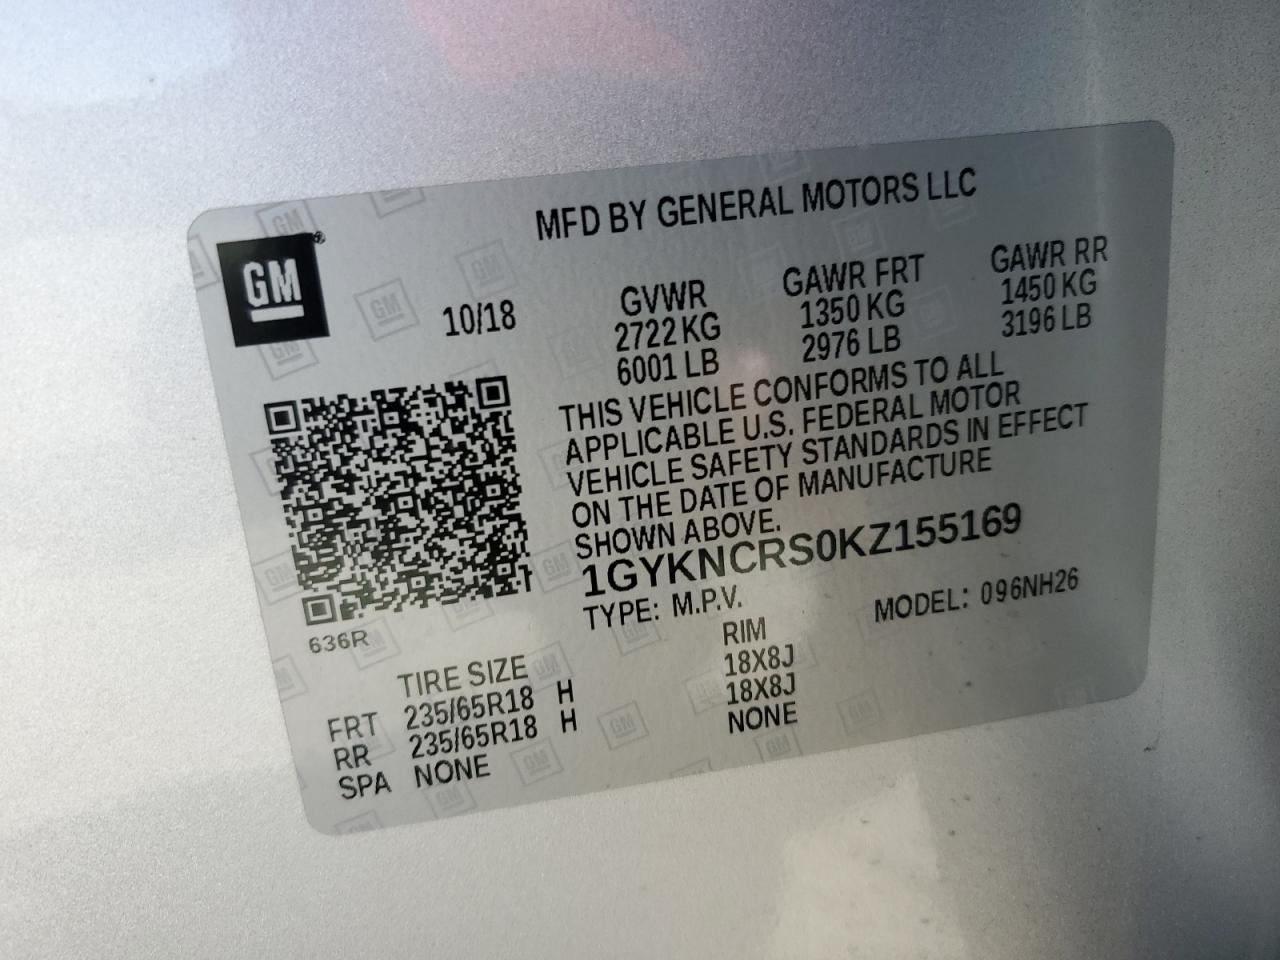 MFD BY GENERAL MOTORS LLC
GM
10/18
GVWR GAWR FRT GAWR RR
2722 KG 1350 KG 1450 KG
6001 LB 2976 LB 3196 LB
THIS VEHICLE CONFORMS TO ALL
APPLICABLE U.S. FEDERAL MOTOR
VEHICLE SAFETY STANDARDS IN EFFECT
ON THE DATE OF MANUFACTURE
SHOWN ABOVE.
1GYKNCRS0KZ155169
TYPE: M.P.V. MODEL: 096NH26
636R
TIRE SIZE RIM
FRT 235/65R18 H 18X8J
RR 235/65R18 H 18X8J
SPA NONE NONE